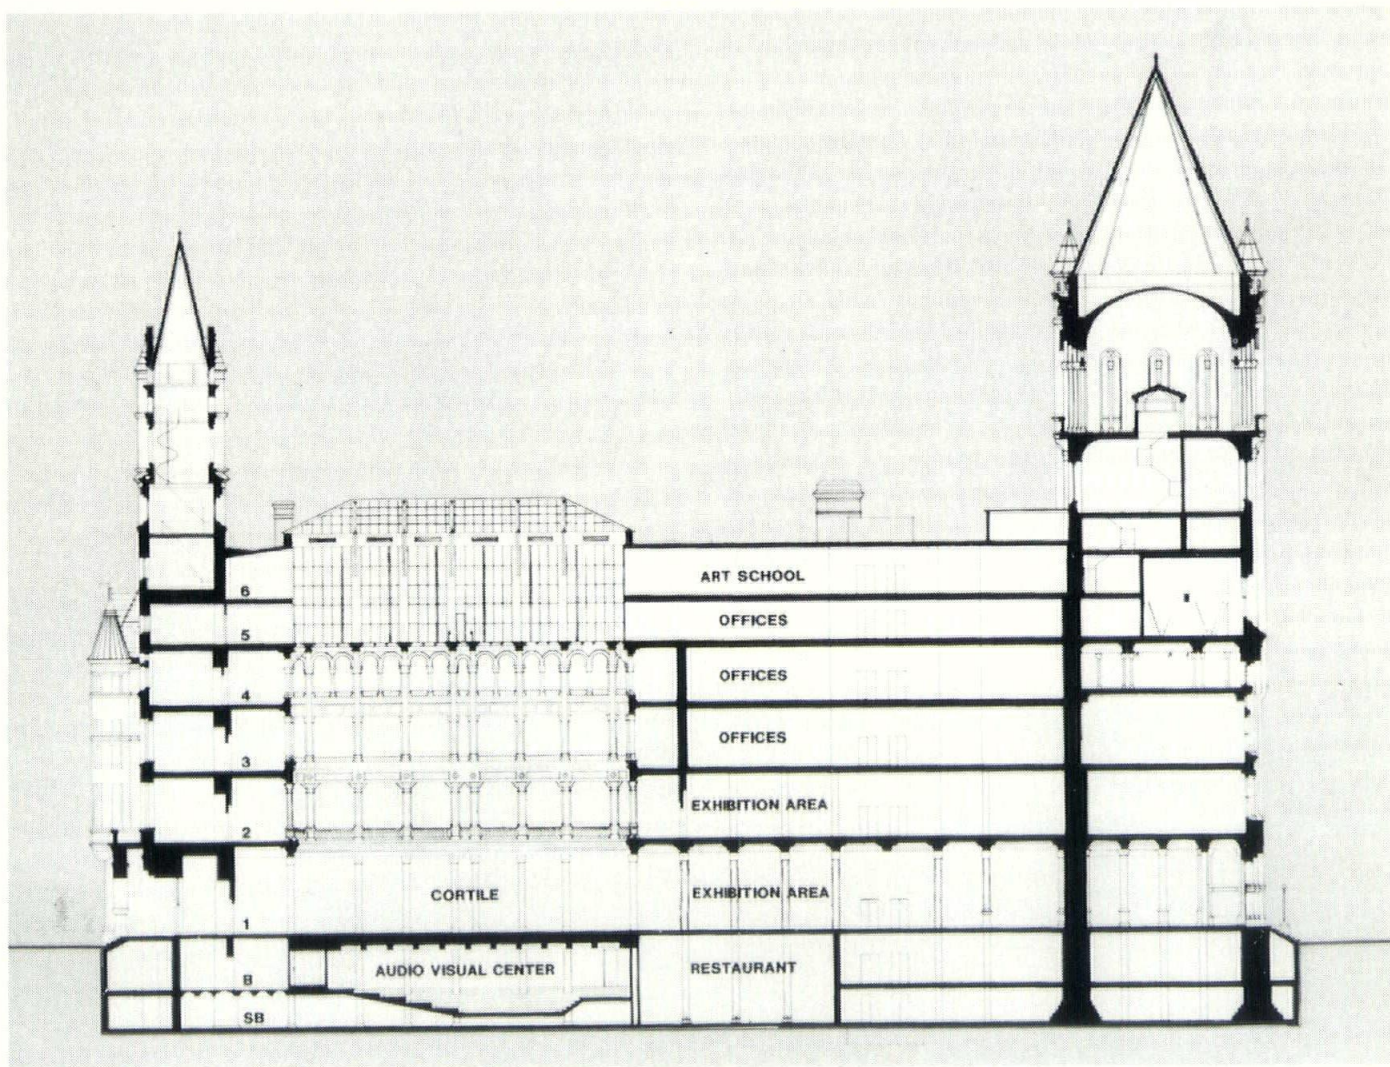 6 ART SCHOOL
5 OFFICES
4 OFFICES
3 OFFICES
2 EXHIBITION AREA
1 CORTILE EXHIBITION AREA
B AUDIO VISUAL CENTER RESTAURANT
SB